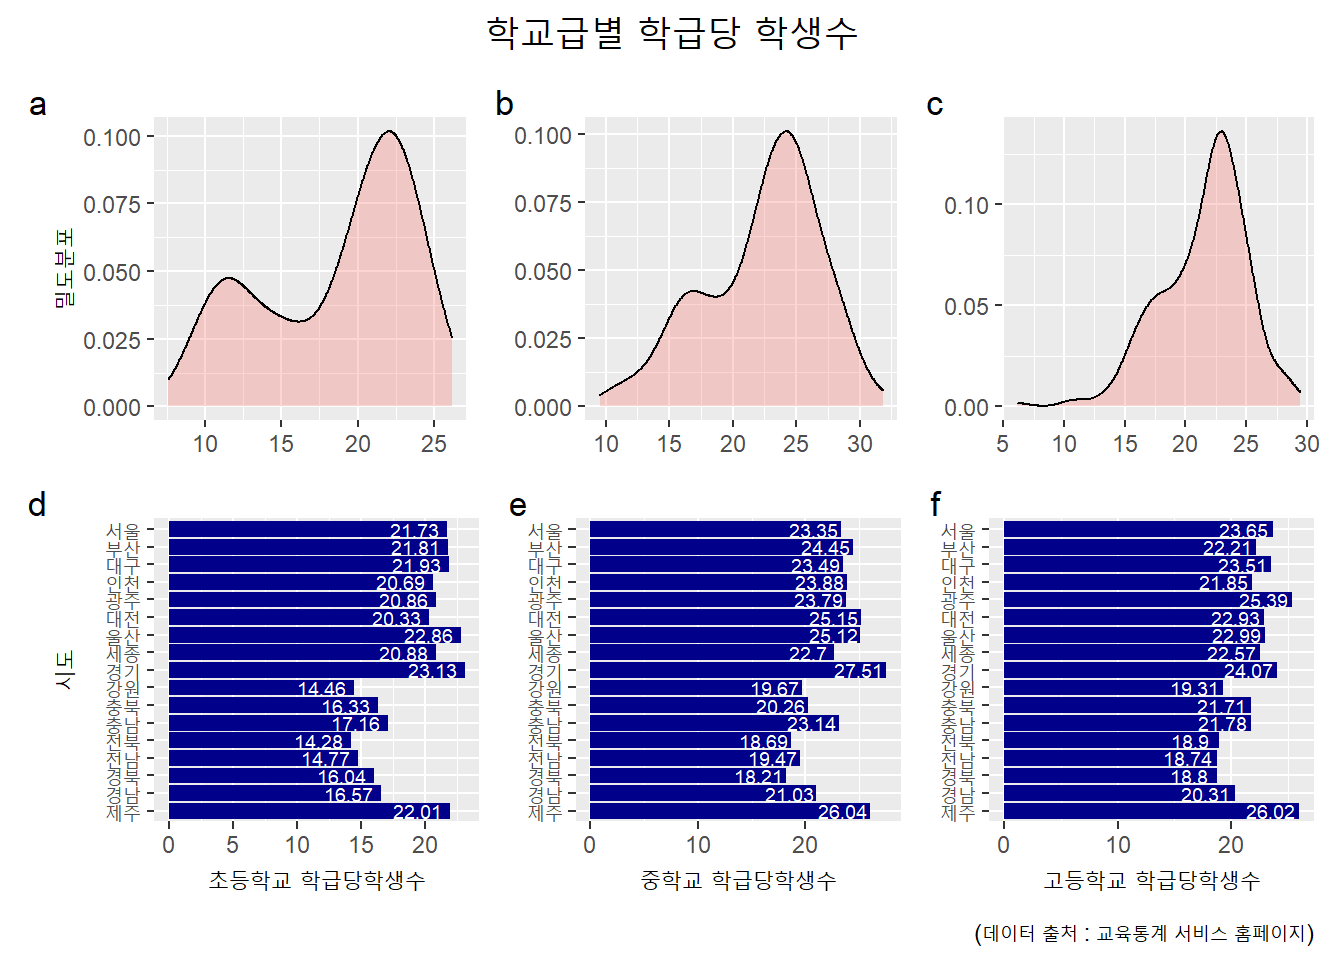 학교급별 학급당 학생수
a
b
c
밀도분포
0.100
0.075
0.050
0.025
0.000
10 15 20 25
0.100
0.075
0.050
0.025
0.000
10 15 20 25 30
0.10
0.05
0.00
5 10 15 20 25 30
d
e
f
시도
서울 21.73
부산 21.81
대구 21.93
인천 20.69
광주 20.86
대전 20.33
울산 22.86
세종 20.88
경기 23.13
강원 14.46
충북 16.33
충남 17.16
전북 14.28
전남 14.77
경북 16.04
경남 16.57
제주 22.01
0 5 10 15 20
초등학교 학급당학생수
서울 23.35
부산 24.45
대구 23.49
인천 23.88
광주 23.79
대전 25.15
울산 25.12
세종 22.7
경기 27.51
강원 19.67
충북 20.26
충남 23.14
전북 18.69
전남 19.47
경북 18.21
경남 21.03
제주 26.04
0 10 20
중학교 학급당학생수
서울 23.65
부산 22.21
대구 23.51
인천 21.85
광주 25.39
대전 22.93
울산 22.99
세종 22.57
경기 24.07
강원 19.31
충북 21.71
충남 21.78
전북 18.9
전남 18.74
경북 18.8
경남 20.31
제주 26.02
0 10 20
고등학교 학급당학생수
(데이터 출처 : 교육통계 서비스 홈페이지)